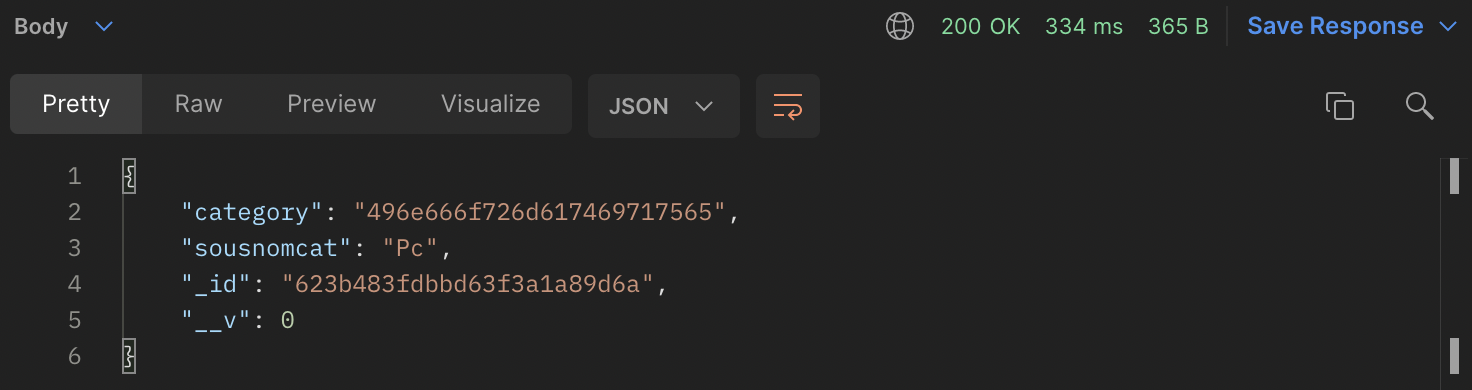 Body 200 OK 334 ms 365 B Save Response
Pretty Raw Preview Visualize JSON
1 {
2 "category": "496e666f726d617469717565",
3 "sousnomcat": "Pc",
4 "_id": "623b483fdbbd63f3a1a89d6a",
5 "__v": 0
6 }